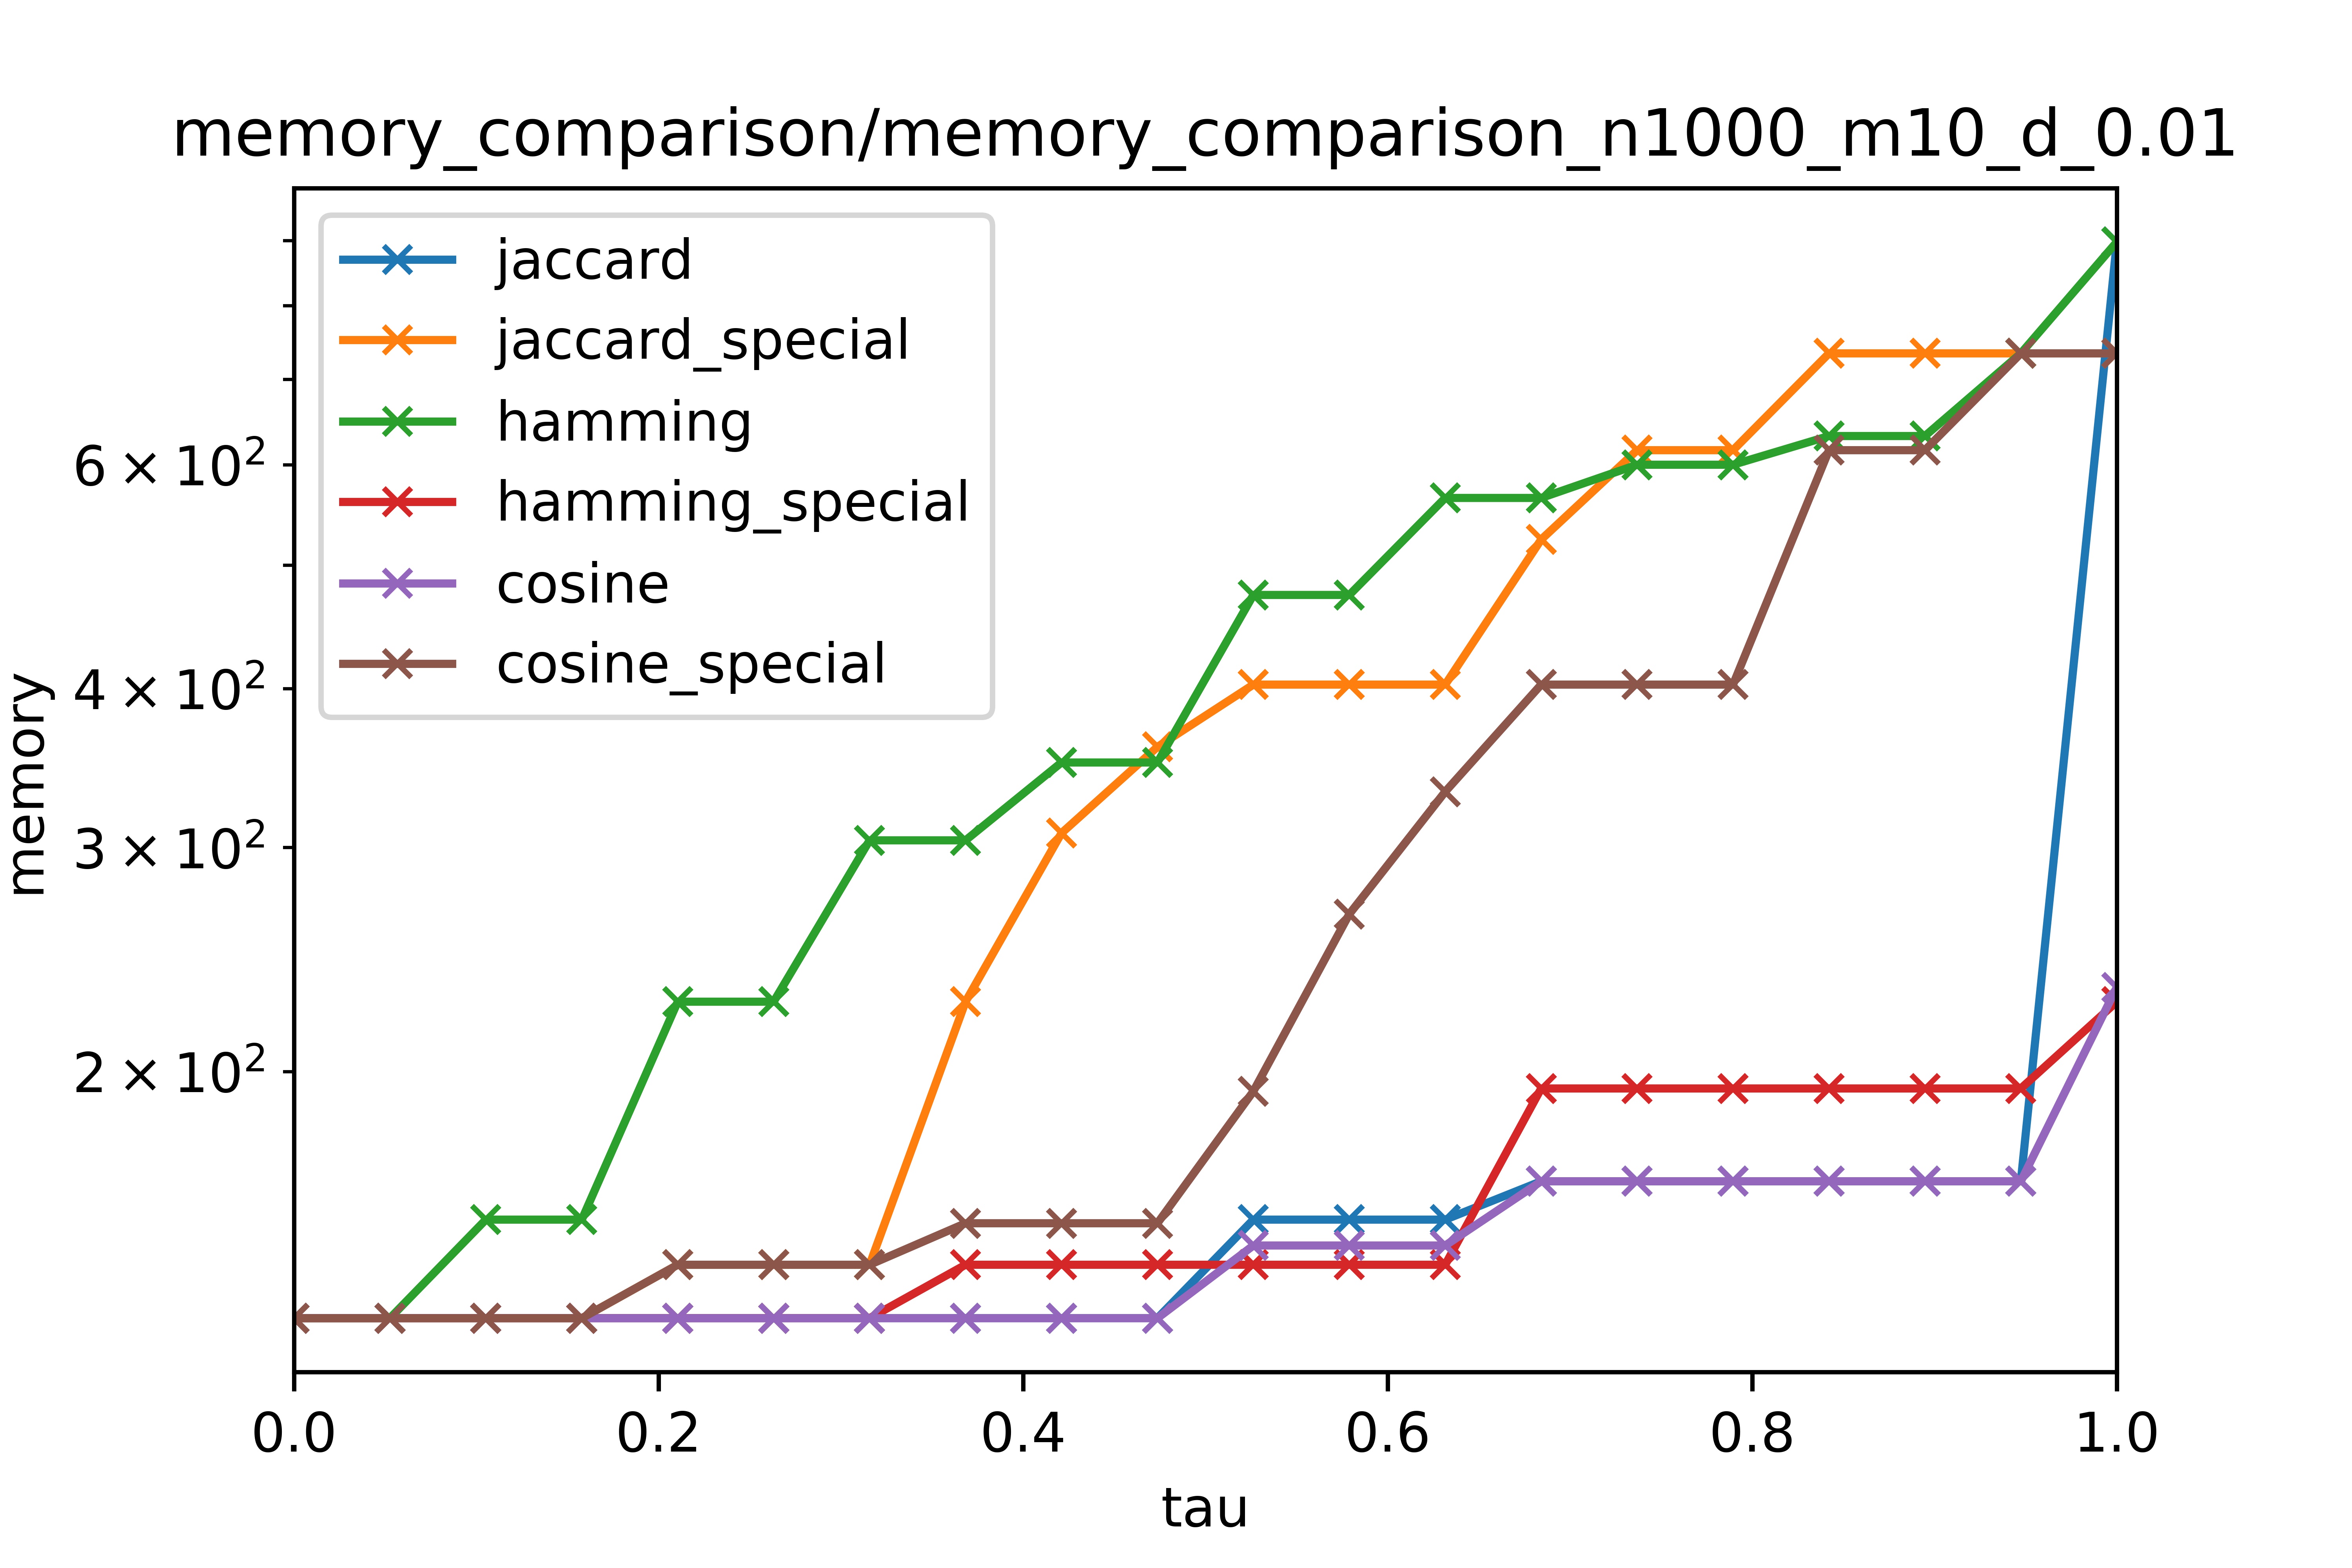 memory_comparison/memory_comparison_n1000_m10_d_0.01
jaccard
jaccard_special
hamming
hamming_special
cosine
cosine_special
6 × 10²
4 × 10²
3 × 10²
2 × 10²
memory
0.0 0.2 0.4 0.6 0.8 1.0
tau